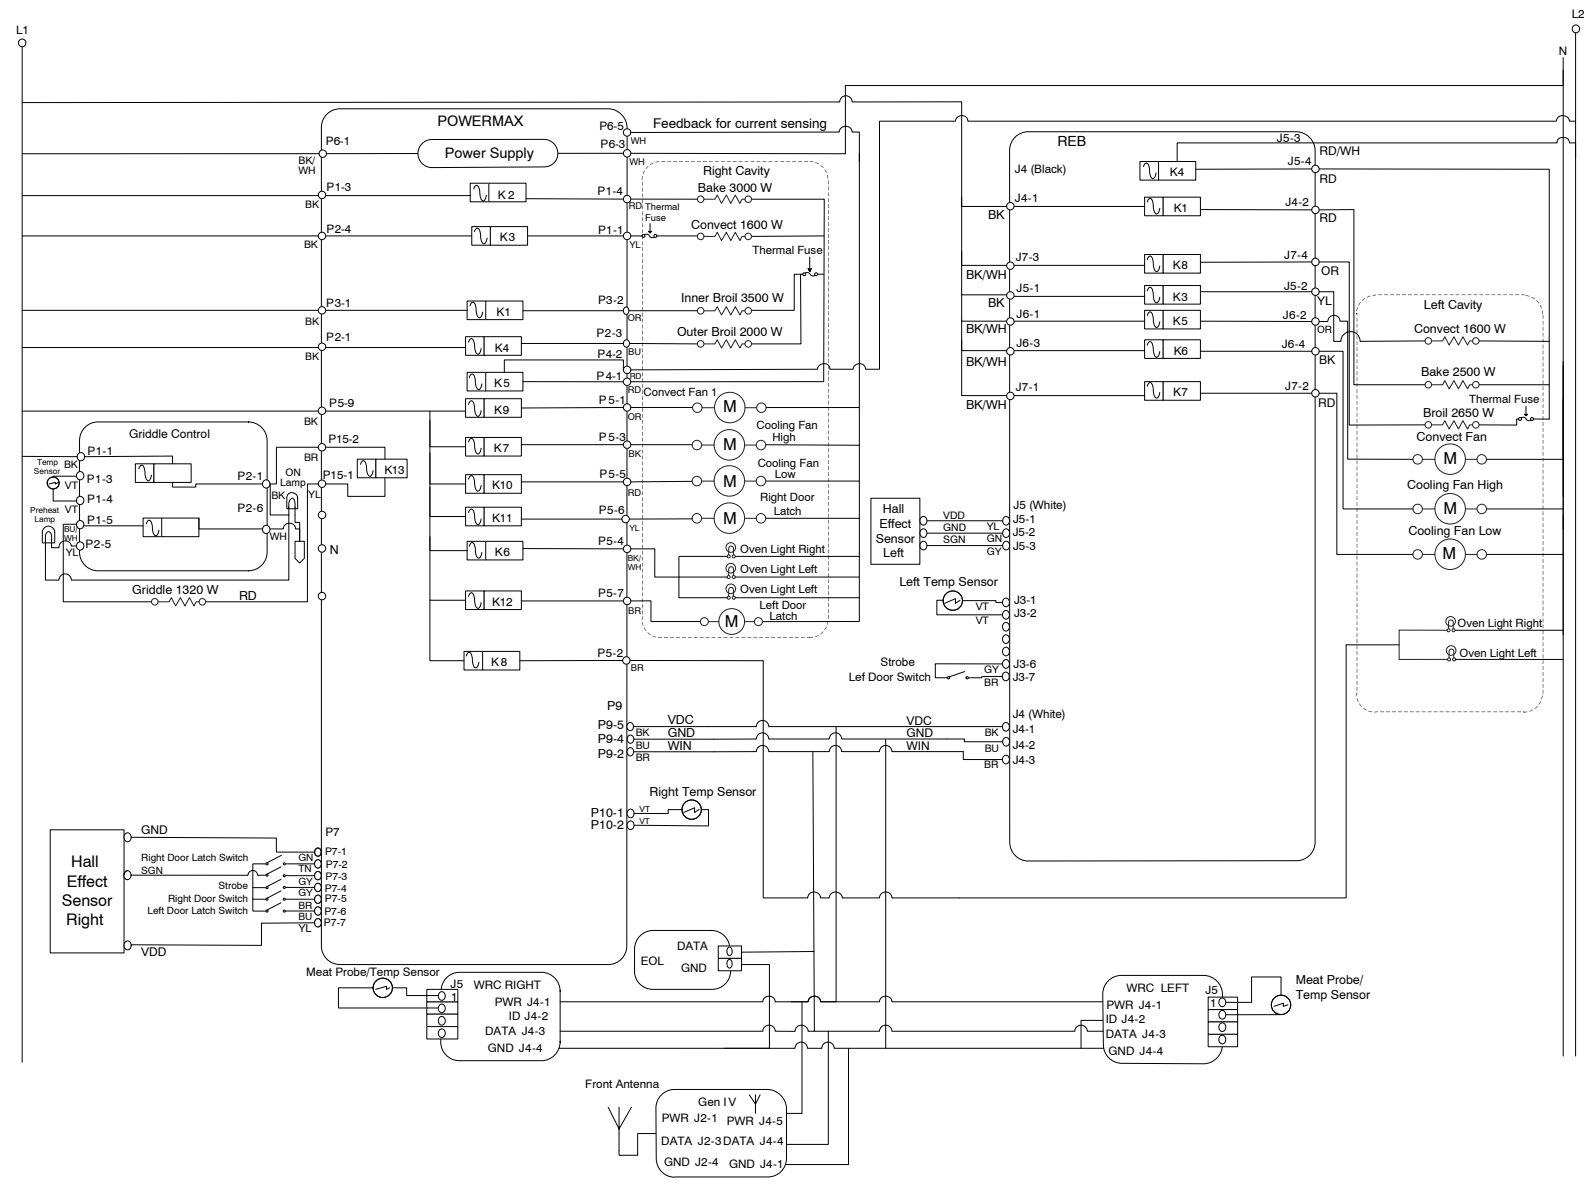 L1
L2
N
POWERMAX
P6-5
Feedback for current sensing
WH
P6-1
Power Supply
P6-3
WH
BK/
WH
REB
J5-3
RD/WH
J5-4
J4 (Black)
K4
RD
Right Cavity
Bake 3000 W
P1-3
K2
P1-4
BK
RD
Thermal
Fuse
J4-1
K1
J4-2
BK
RD
P2-4
K3
P1-1
Convect 1600 W
BK
YL
Thermal Fuse
J7-3
K8
J7-4
BK/WH
OR
J5-1
K3
J5-2
BK
YL
P3-1
K1
P3-2
Inner Broil 3500 W
BK
OR
J6-1
K5
J6-2
BK/WH
OR
Left Cavity
Convect 1600 W
P2-1
K4
P2-3
Outer Broil 2000 W
BK
BU
J6-3
K6
J6-4
BK/WH
BK
P4-2
RD
K5
P4-1
RD
Bake 2500 W
J7-1
K7
J7-2
BK/WH
RD
Thermal Fuse
Broil 2650 W
P5-9
K9
P5-1
Convect Fan 1
M
BK
OR
Convect Fan
M
Griddle Control
P15-2
K7
P5-3
Cooling Fan
High
M
BR
BK
P1-1
BK
Temp
Sensor
P1-3
VT
P2-1
ON
Lamp
P15-1
K13
K10
P5-5
Cooling Fan
Low
M
RD
Cooling Fan High
M
BK
YL
P1-4
VT
P2-6
Preheat
Lamp
P1-5
BU/
WH
WH
K11
P5-6
Right Door
Latch
M
YL
P2-5
YL
Cooling Fan Low
M
Hall
Effect
Sensor
Left
J5 (White)
VDD
J5-1
GND
YL
J5-2
SGN
GN
J5-3
GY
N
K6
P5-4
BK/
WH
Oven Light Right
Oven Light Left
Oven Light Left
Griddle 1320 W
RD
K12
P5-7
BR
Left Door
Latch
M
Left Temp Sensor
J3-1
VT
J3-2
VT
Oven Light Right
Oven Light Left
K8
P5-2
BR
Strobe
J3-6
GY
Lef Door Switch
J3-7
BR
P9
P9-5
VDC
VDC
J4 (White)
J4-1
BK
BK
P9-4
GND
GND
J4-2
BU
BU
P9-2
WIN
WIN
J4-3
BR
BR
Right Temp Sensor
P10-1
VT
P10-2
VT
Hall
Effect
Sensor
Right
GND
P7
P7-1
Right Door Latch Switch
GN
P7-2
SGN
TN
P7-3
Strobe
GY
P7-4
Right Door Switch
GY
P7-5
Left Door Latch Switch
BR
P7-6
BU
P7-7
YL
VDD
EOL
DATA
GND
Meat Probe/Temp Sensor
J5
1
WRC RIGHT
PWR J4-1
ID J4-2
DATA J4-3
GND J4-4
WRC LEFT
PWR J4-1
ID J4-2
DATA J4-3
GND J4-4
J5
1
Meat Probe/
Temp Sensor
Front Antenna
Gen IV
PWR J2-1
PWR J4-5
DATA J2-3
DATA J4-4
GND J2-4
GND J4-1